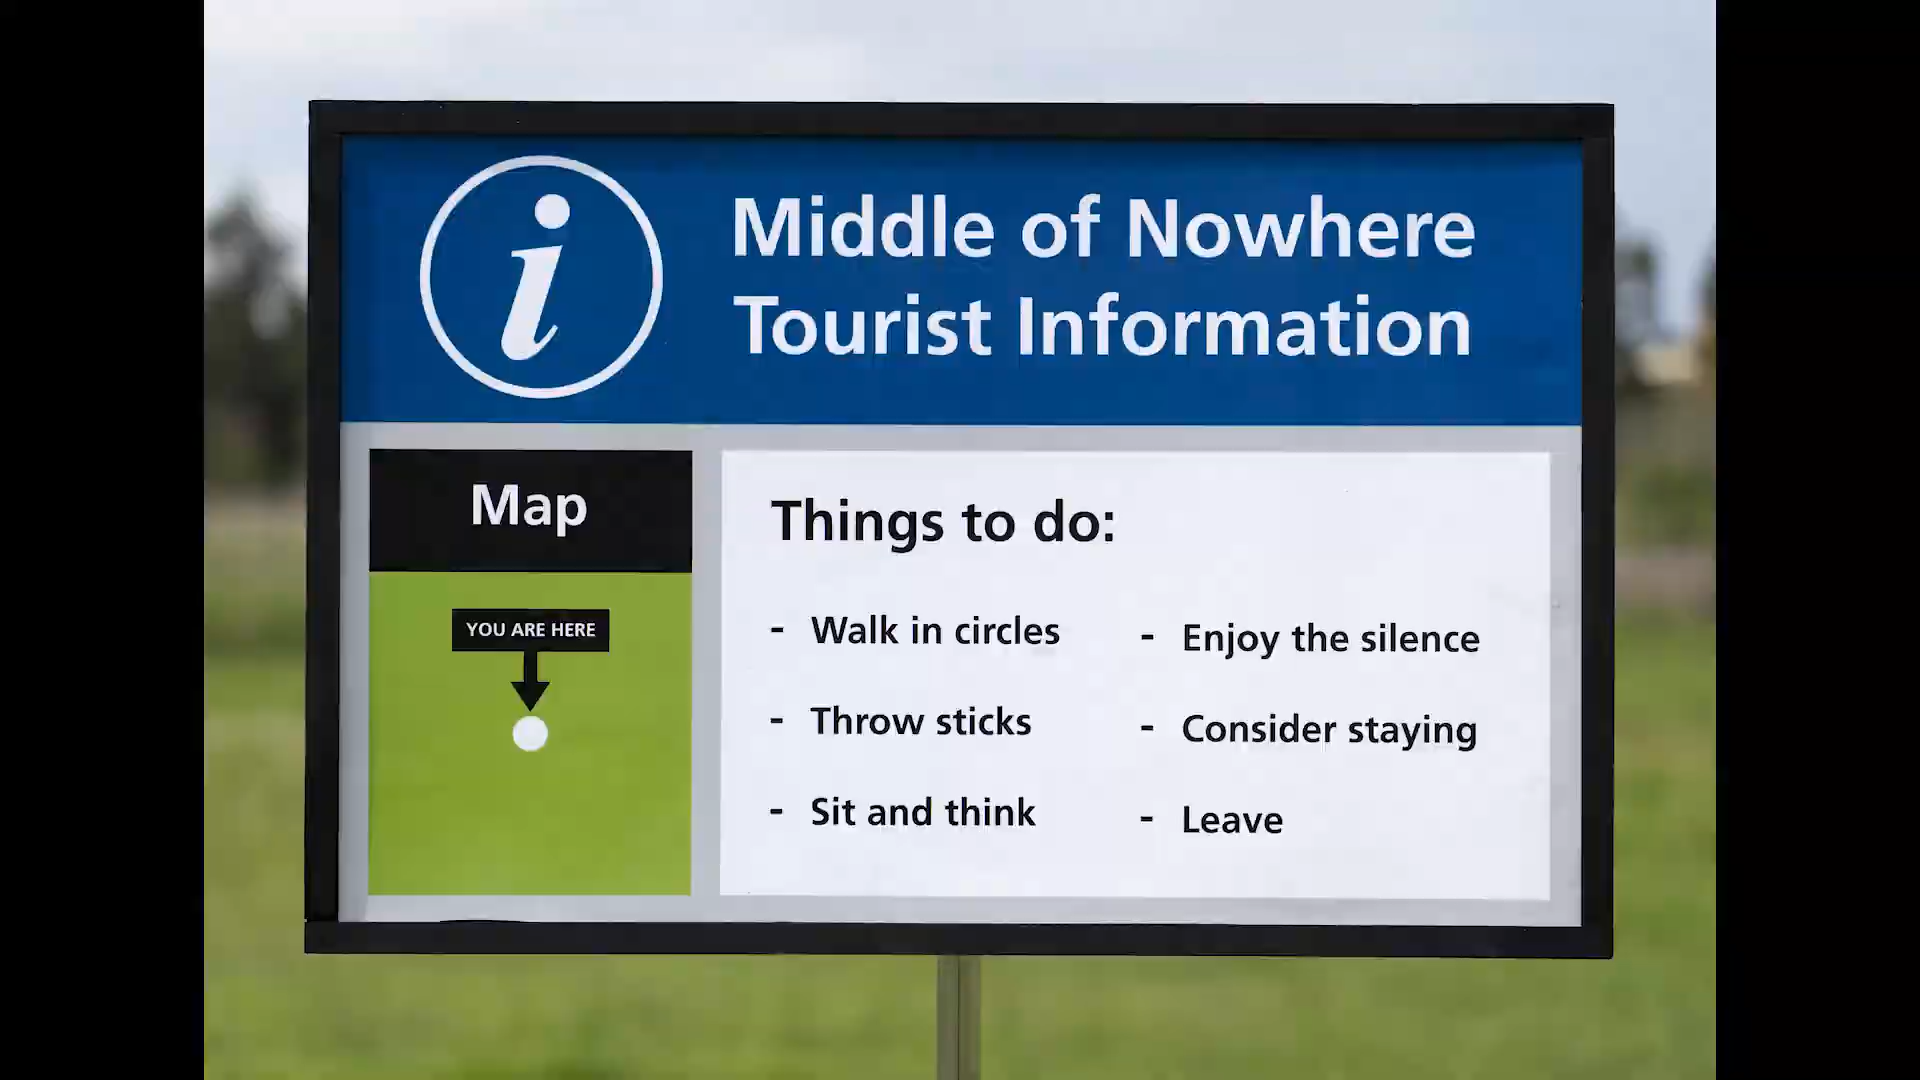 i
Middle of Nowhere
Tourist Information
Map
YOU ARE HERE
Things to do:
- Walk in circles
- Throw sticks
- Sit and think
- Enjoy the silence
- Consider staying
- Leave